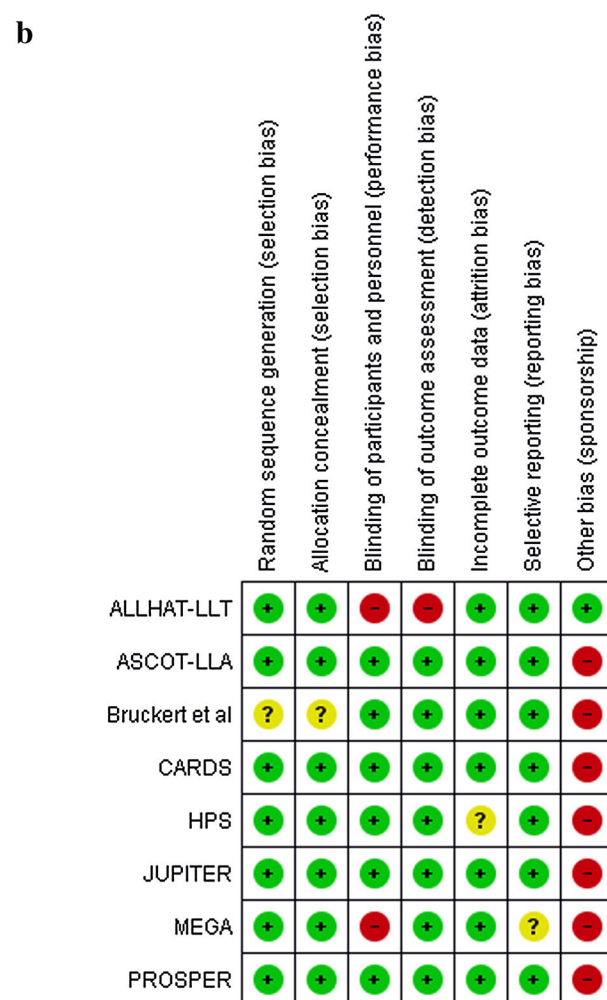 b
Random sequence generation (selection bias)
Allocation concealment (selection bias)
Blinding of participants and personnel (performance bias)
Blinding of outcome assessment (detection bias)
Incomplete outcome data (attrition bias)
Selective reporting (reporting bias)
Other bias (sponsorship)
ALLHAT-LLT + + - - + + +
ASCOT-LLA + + + + + + -
Bruckert et al ? ? + + + + -
CARDS + + + + + + -
HPS + + + + ? + -
JUPITER + + + + + + -
MEGA + + - + + ? -
PROSPER + + + + + + -